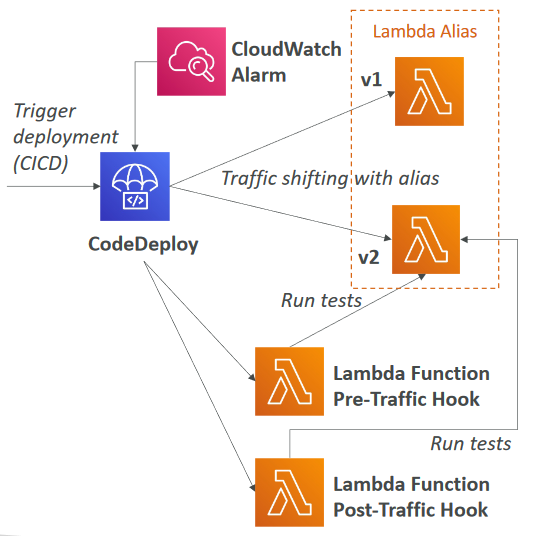 Lambda Alias
CloudWatch
Alarm
v1
Trigger
deployment
(CICD)
Traffic shifting with alias
CodeDeploy
v2
Run tests
Lambda Function
Pre-Traffic Hook
Run tests
Lambda Function
Post-Traffic Hook